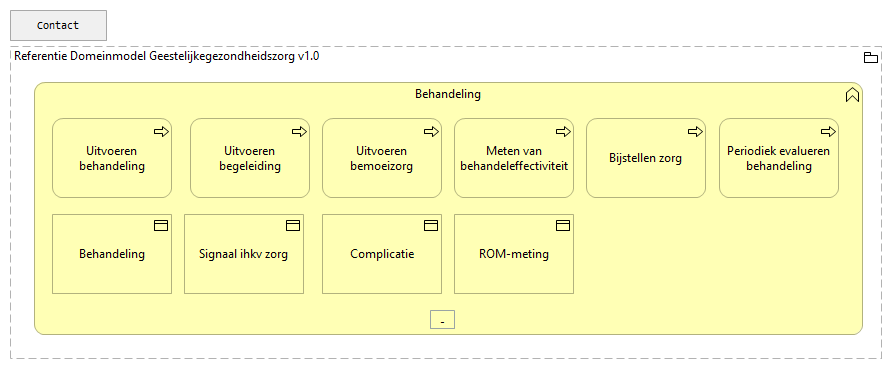 Contact
Referentie Domeinmodel Geestelijkegezondheidszorg v1.0
Behandeling
Uitvoeren
behandeling
Uitvoeren
begeleiding
Uitvoeren
bemoeizorg
Meten van
behandeleffectiviteit
Bijstellen zorg
Periodiek evalueren
behandeling
Behandeling
Signaal ihkv zorg
Complicatie
ROM-meting
-